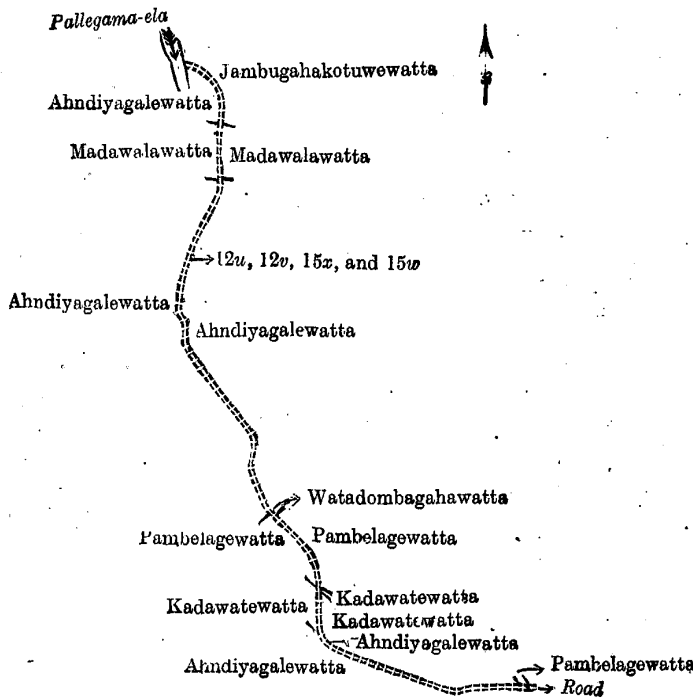 Pallegama-ela
Jambugahakotuwewatta
Ahndiyagalewatta
Madawalawatta Madawalawatta
12u, 12v, 15x, and 15w
Ahndiyagalewatta
Ahndiyagalewatta
Watadombagahawatta
Pambelagewatta Pambelagewatta
Kadawatewatta
Kadawatewatta
Kadawatewatta
Ahndiyagalewatta
Ahndiyagalewatta
Pambelagewatta
Road